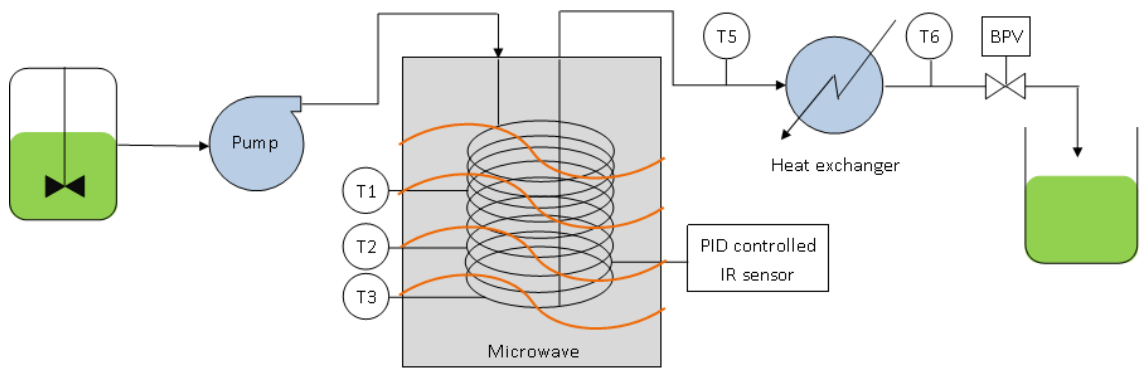 T5
T6
BPV
Pump
Heat exchanger
T1
T2
T3
PID controlled
IR sensor
Microwave